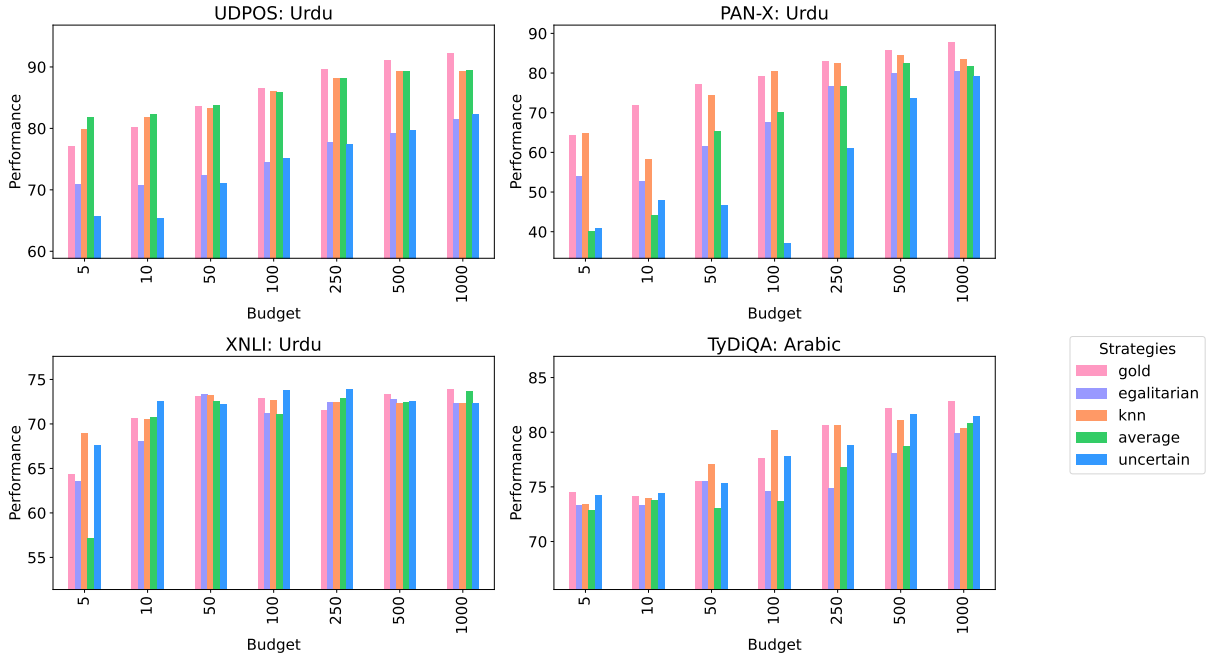 UDPOS: Urdu
Performance
90
80
70
60
5
10
50
100
250
500
1000
Budget
PAN-X: Urdu
Performance
90
80
70
60
50
40
5
10
50
100
250
500
1000
Budget
XNLI: Urdu
Performance
75
70
65
60
55
5
10
50
100
250
500
1000
Budget
TyDiQA: Arabic
Performance
85
80
75
70
5
10
50
100
250
500
1000
Budget
Strategies
gold
egalitarian
knn
average
uncertain